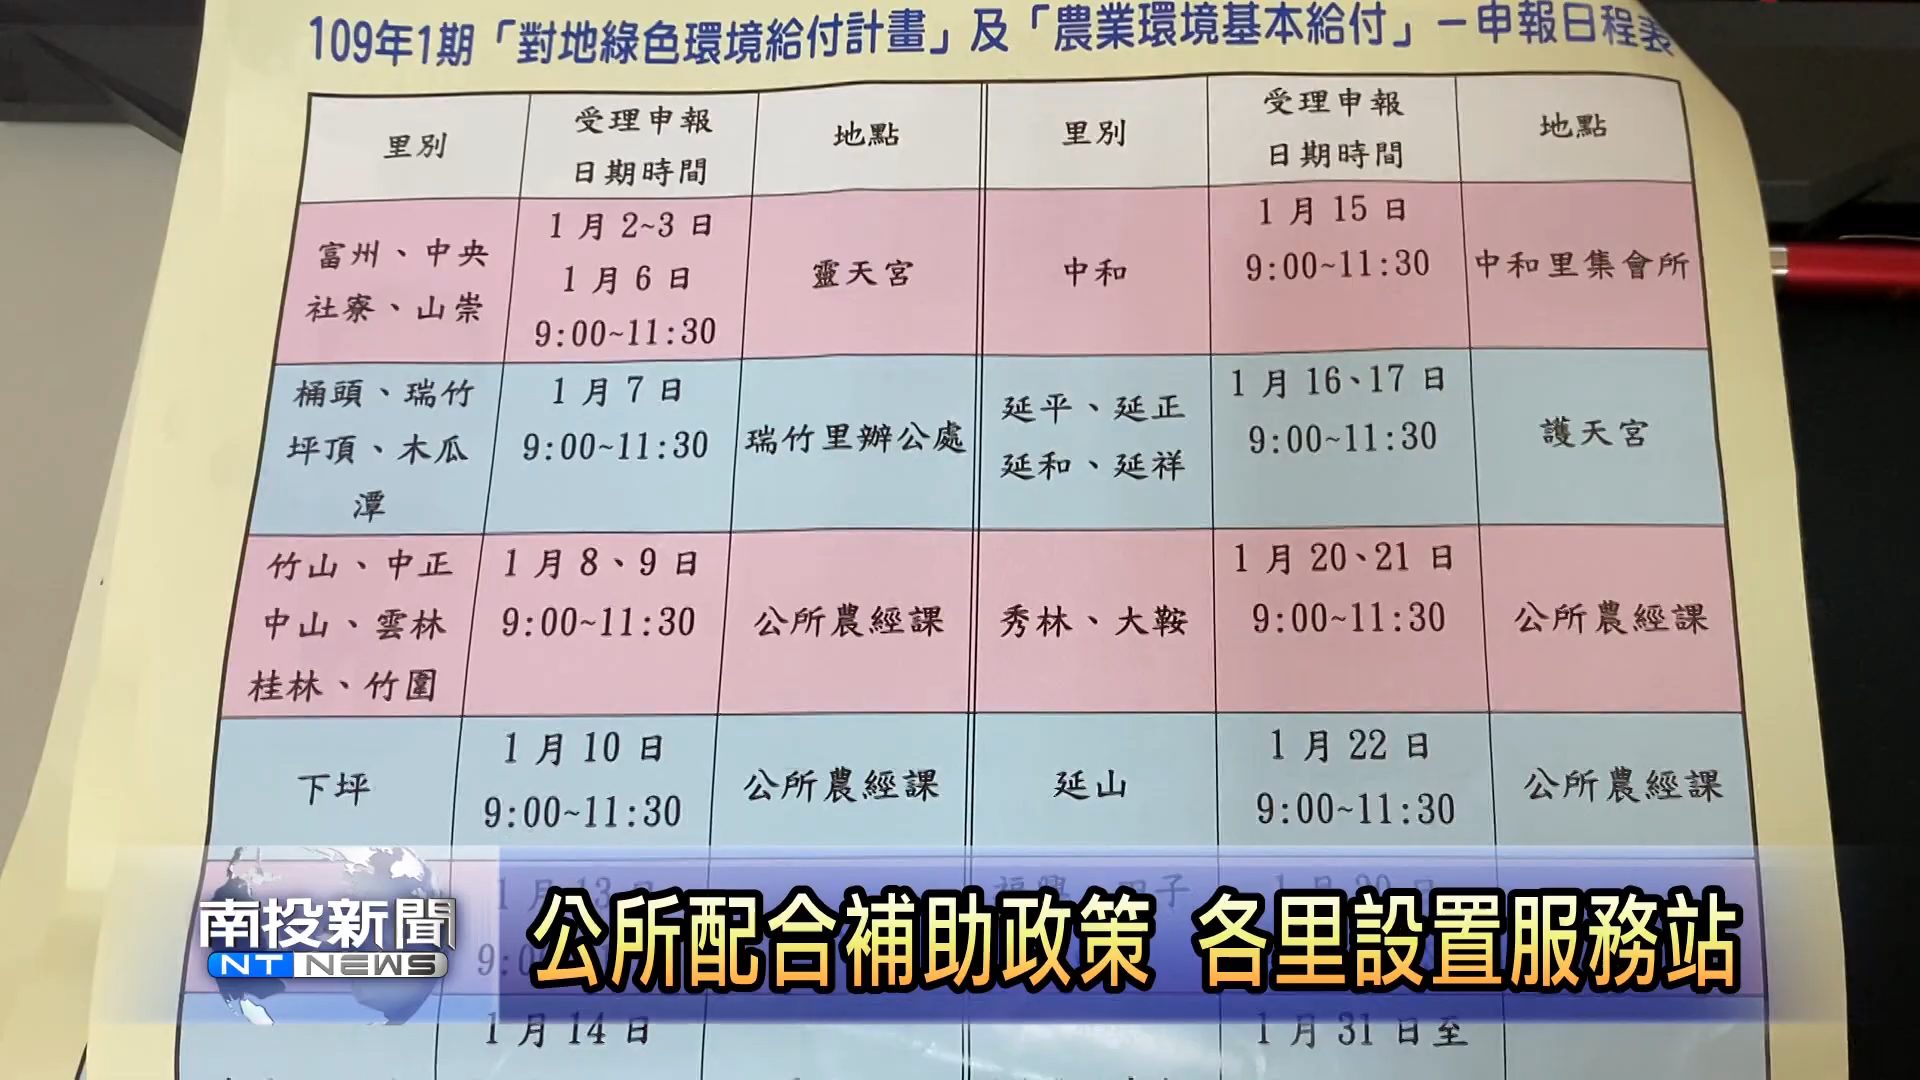 109年1期「對地綠色環境給付計畫」及「農業環境基本給付」－申報日程表
里別 受理申報日期時間 地點 里別 受理申報日期時間 地點
富州、中央
社寮、山崇
1月2~3日
1月6日
9:00~11:30
靈天宮
中和
1月15日
9:00~11:30
中和里集會所
桶頭、瑞竹
坪頂、木瓜
潭
1月7日
9:00~11:30
瑞竹里辦公處
延平、延正
延和、延祥
1月16、17日
9:00~11:30
護天宮
竹山、中正
中山、雲林
桂林、竹圍
1月8、9日
9:00~11:30
公所農經課
秀林、大鞍
1月20、21日
9:00~11:30
公所農經課
下坪
1月10日
9:00~11:30
公所農經課
延山
1月22日
9:00~11:30
公所農經課
1月13日
1月14日
1月31日至
南投新聞
NT NEWS
公所配合補助政策 各里設置服務站